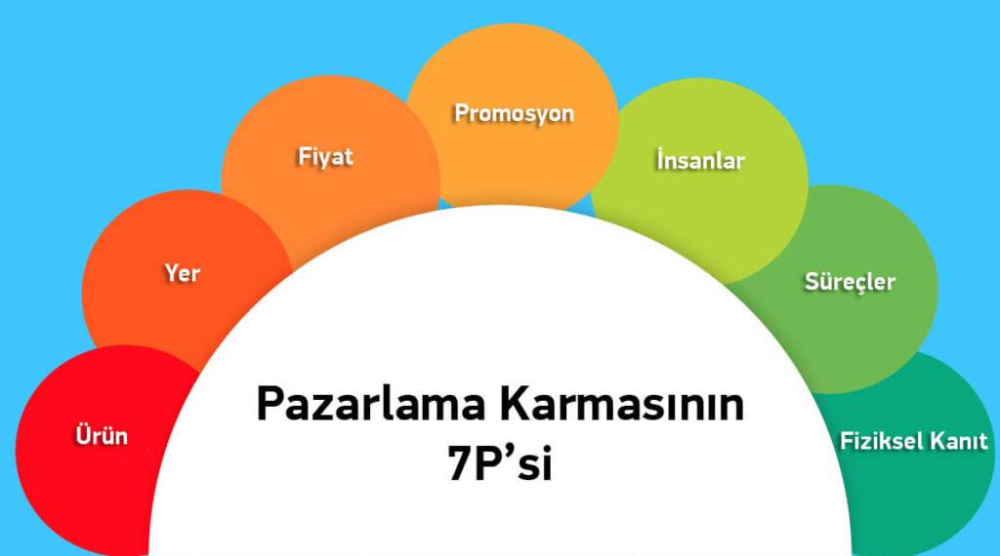 Promosyon
Fiyat
İnsanlar
Yer
Süreçler
Ürün
Fiziksel Kanıt
Pazarlama Karmasının
7P’si